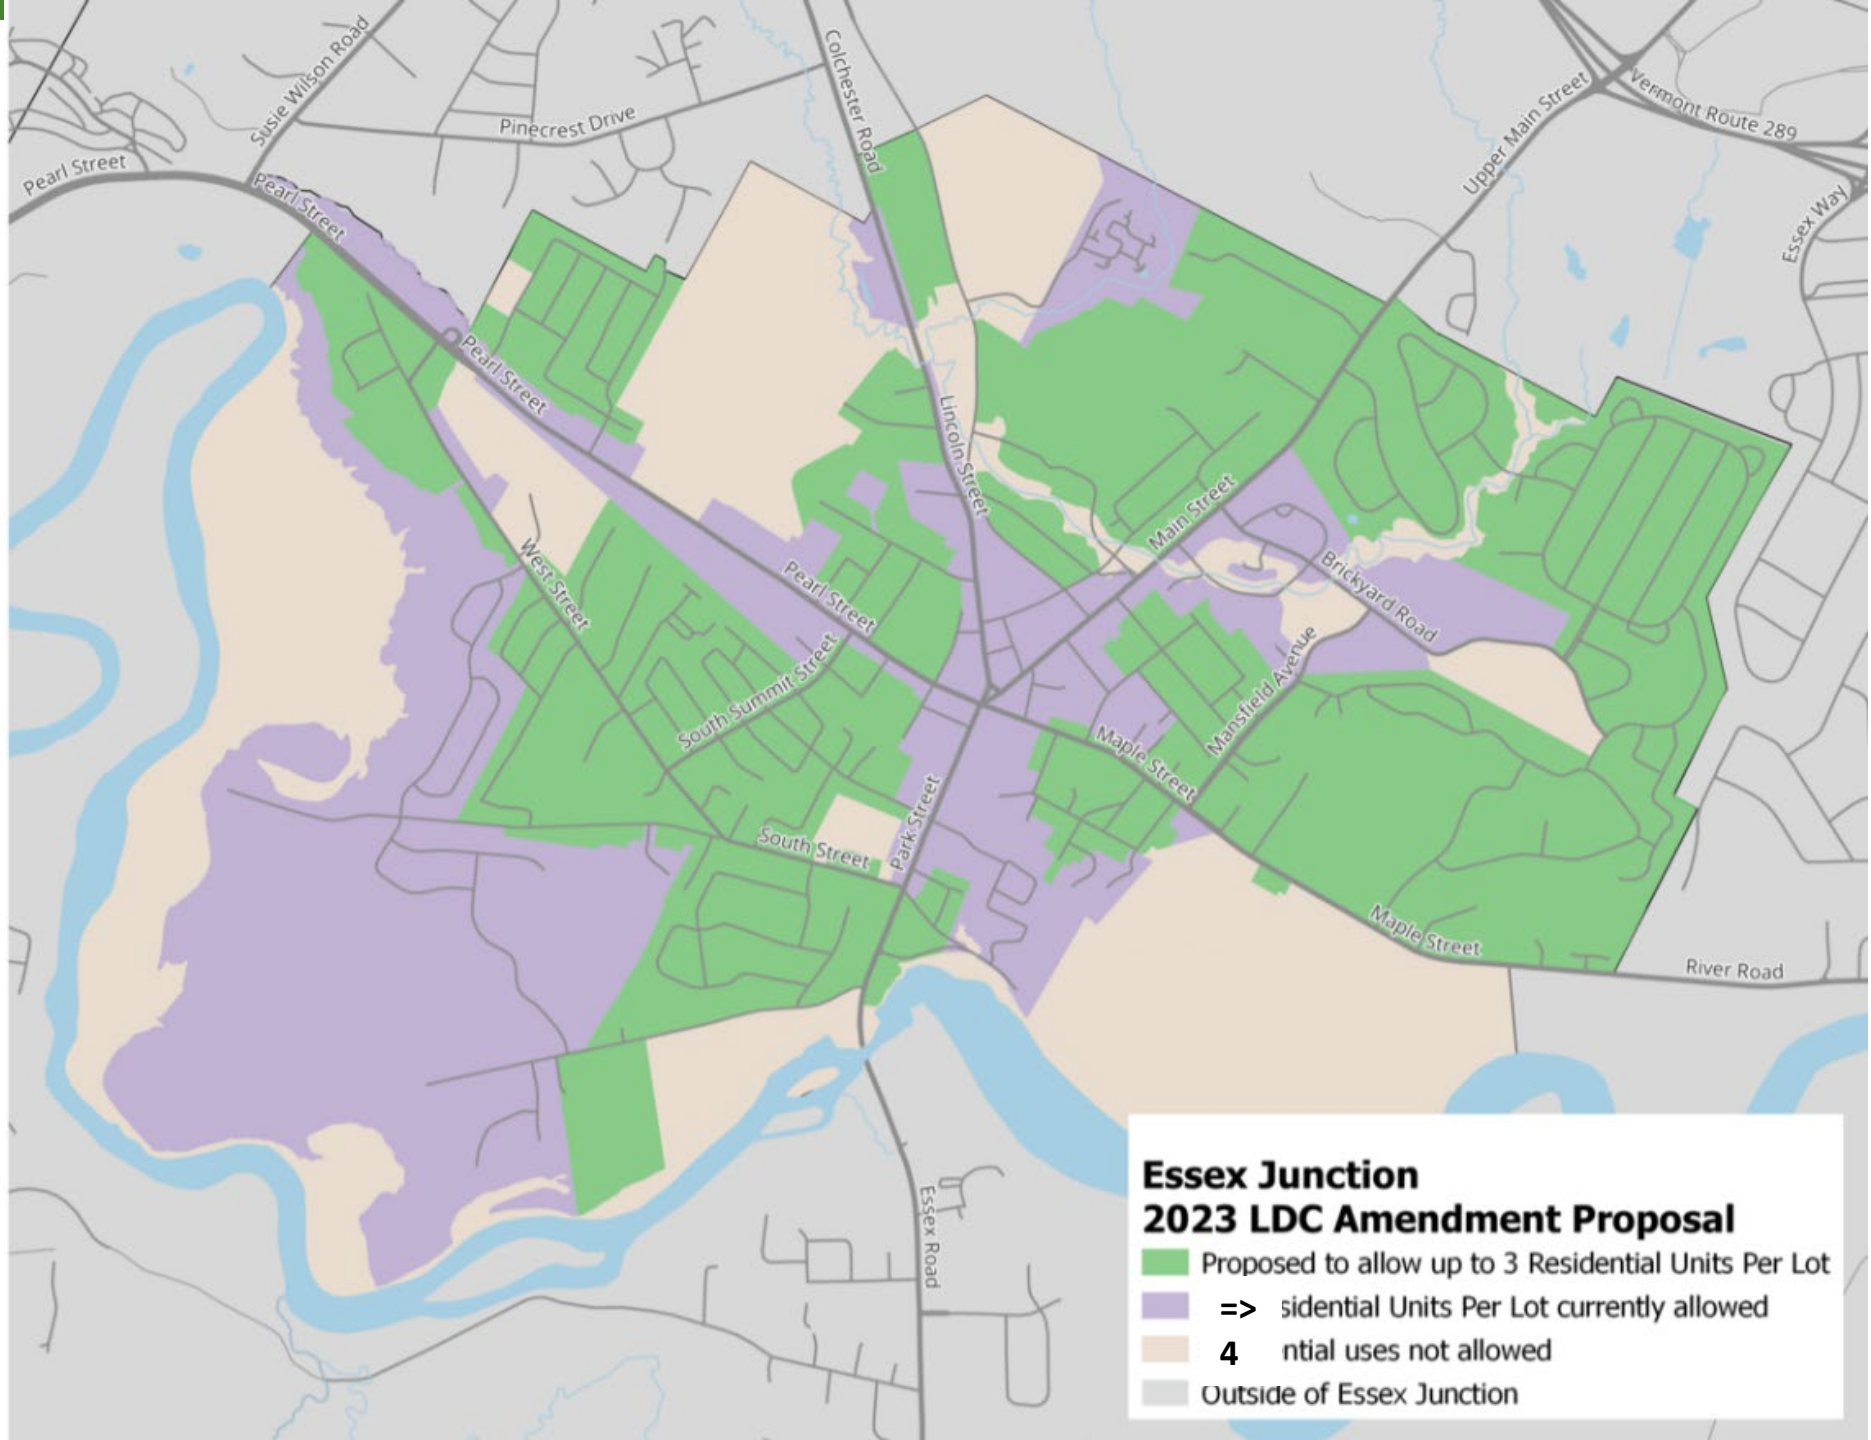 Colchester Road
Susie Wilson Road
Pinecrest Drive
Upper Main Street
Vermont Route 289
Pearl Street
Pearl Street
Essex Way
Pearl Street
Lincoln Street
Main Street
West Street
Pearl Street
Brickyard Road
South Summit Street
Mansfield Avenue
Maple Street
Park Street
South Street
Maple Street
River Road
Essex Road
Essex Junction
2023 LDC Amendment Proposal
Proposed to allow up to 3 Residential Units Per Lot
=> sidential Units Per Lot currently allowed
4 ntial uses not allowed
Outside of Essex Junction